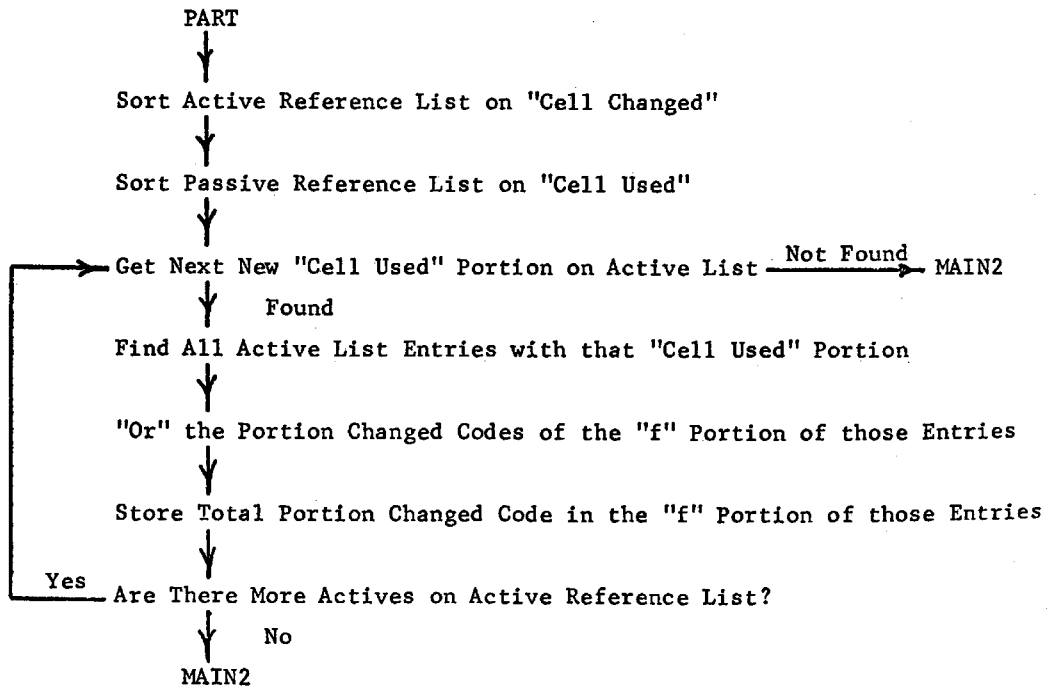 PART
Sort Active Reference List on "Cell Changed"
Sort Passive Reference List on "Cell Used"
Get Next New "Cell Used" Portion on Active List Not Found MAIN2
Found
Find All Active List Entries with that "Cell Used" Portion
"Or" the Portion Changed Codes of the "f" Portion of those Entries
Store Total Portion Changed Code in the "f" Portion of those Entries
Yes Are There More Actives on Active Reference List?
No
MAIN2